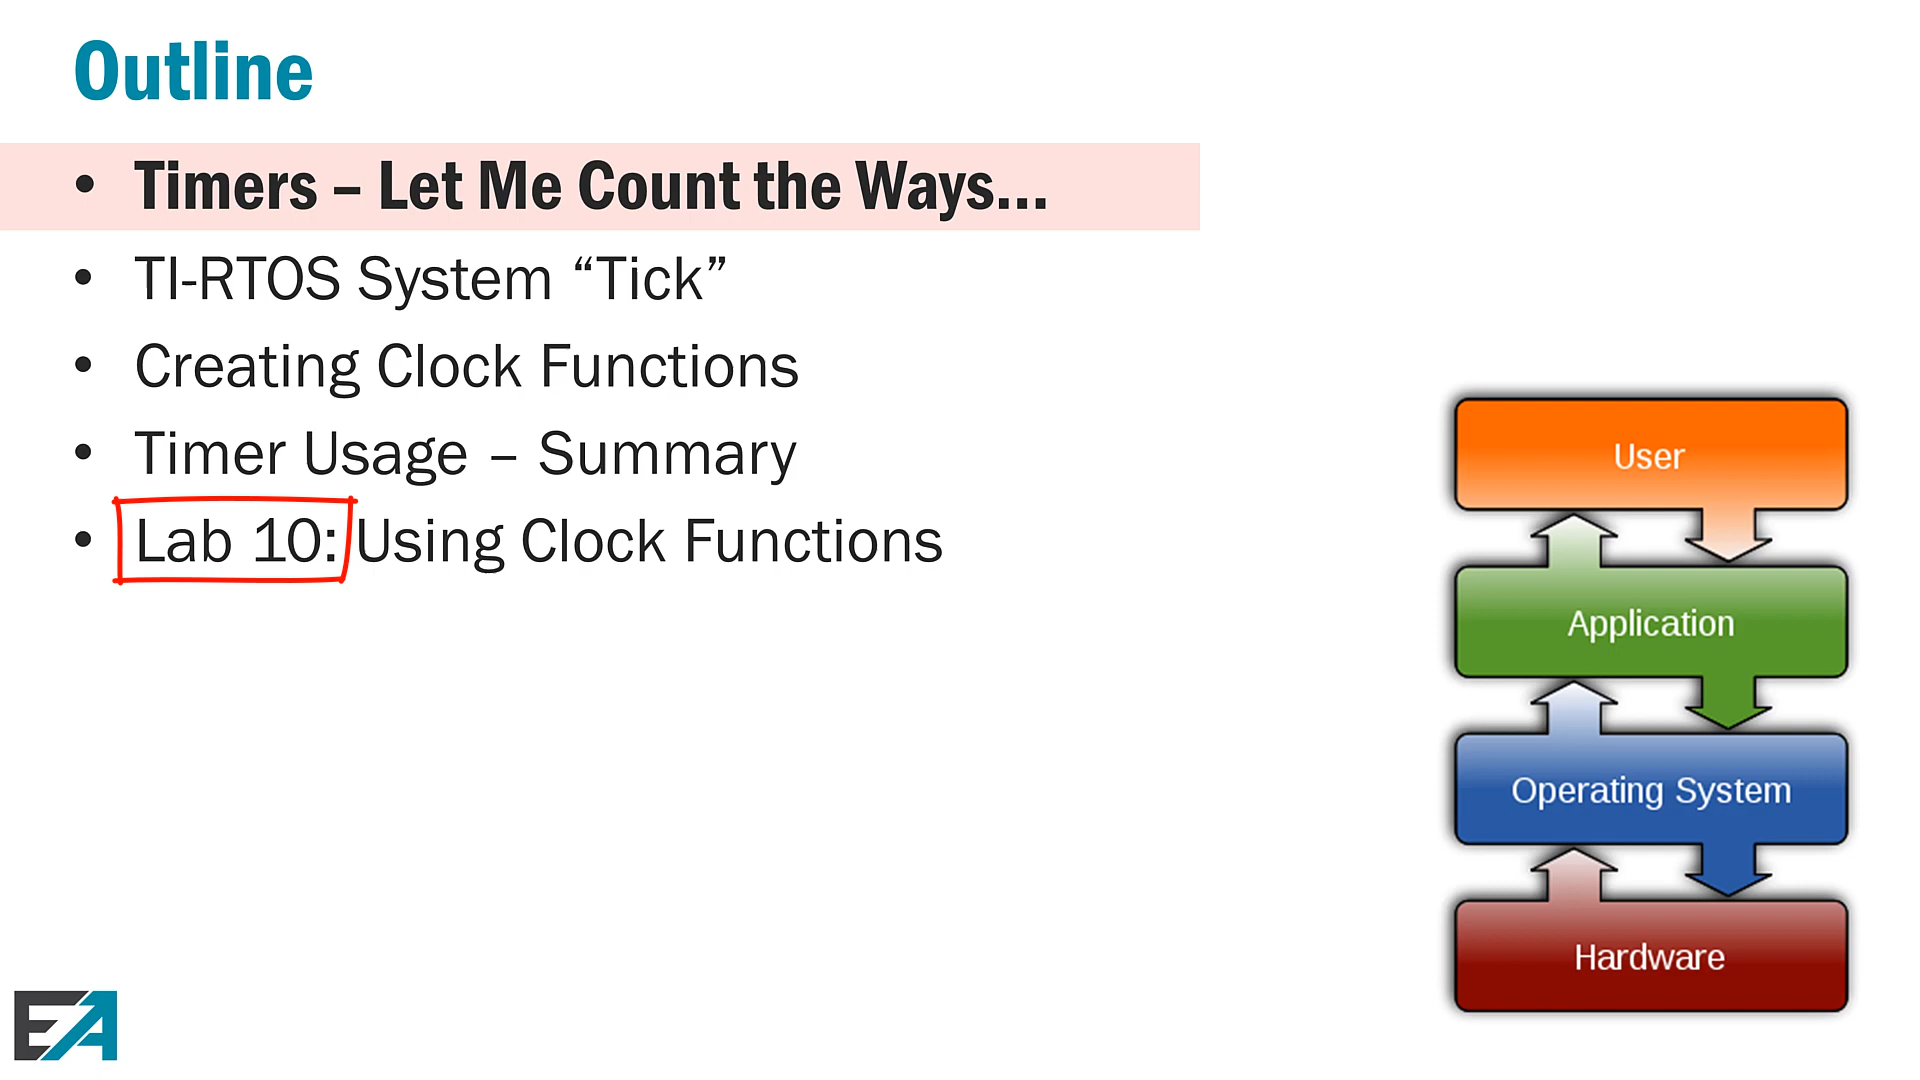 Outline
• Timers – Let Me Count the Ways...
• TI-RTOS System “Tick”
• Creating Clock Functions
• Timer Usage – Summary
• Lab 10: Using Clock Functions
User
Application
Operating System
Hardware
EA